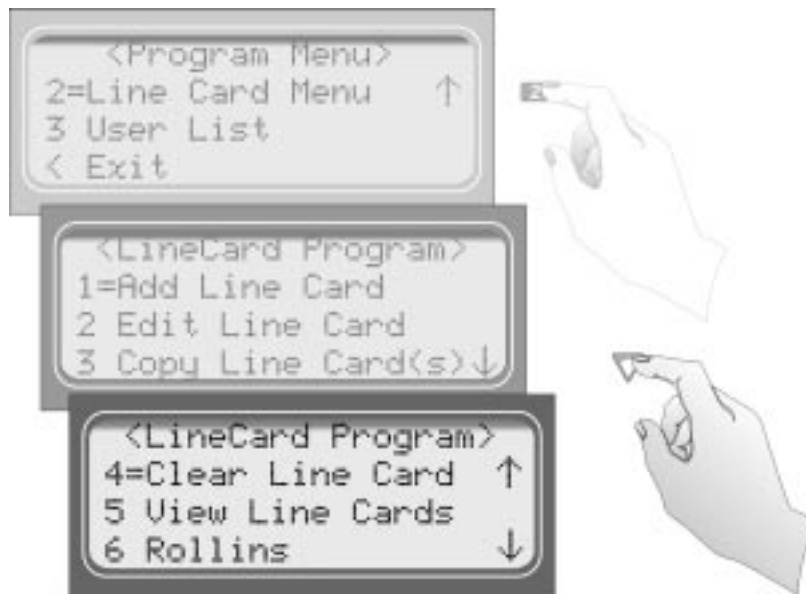 <Program Menu>
2=Line Card Menu ↑
3 User List
< Exit
<LineCard Program>
1=Add Line Card
2 Edit Line Card
3 Copy Line Card(s)↓
<LineCard Program>
4=Clear Line Card ↑
5 View Line Cards
6 Rollins ↓